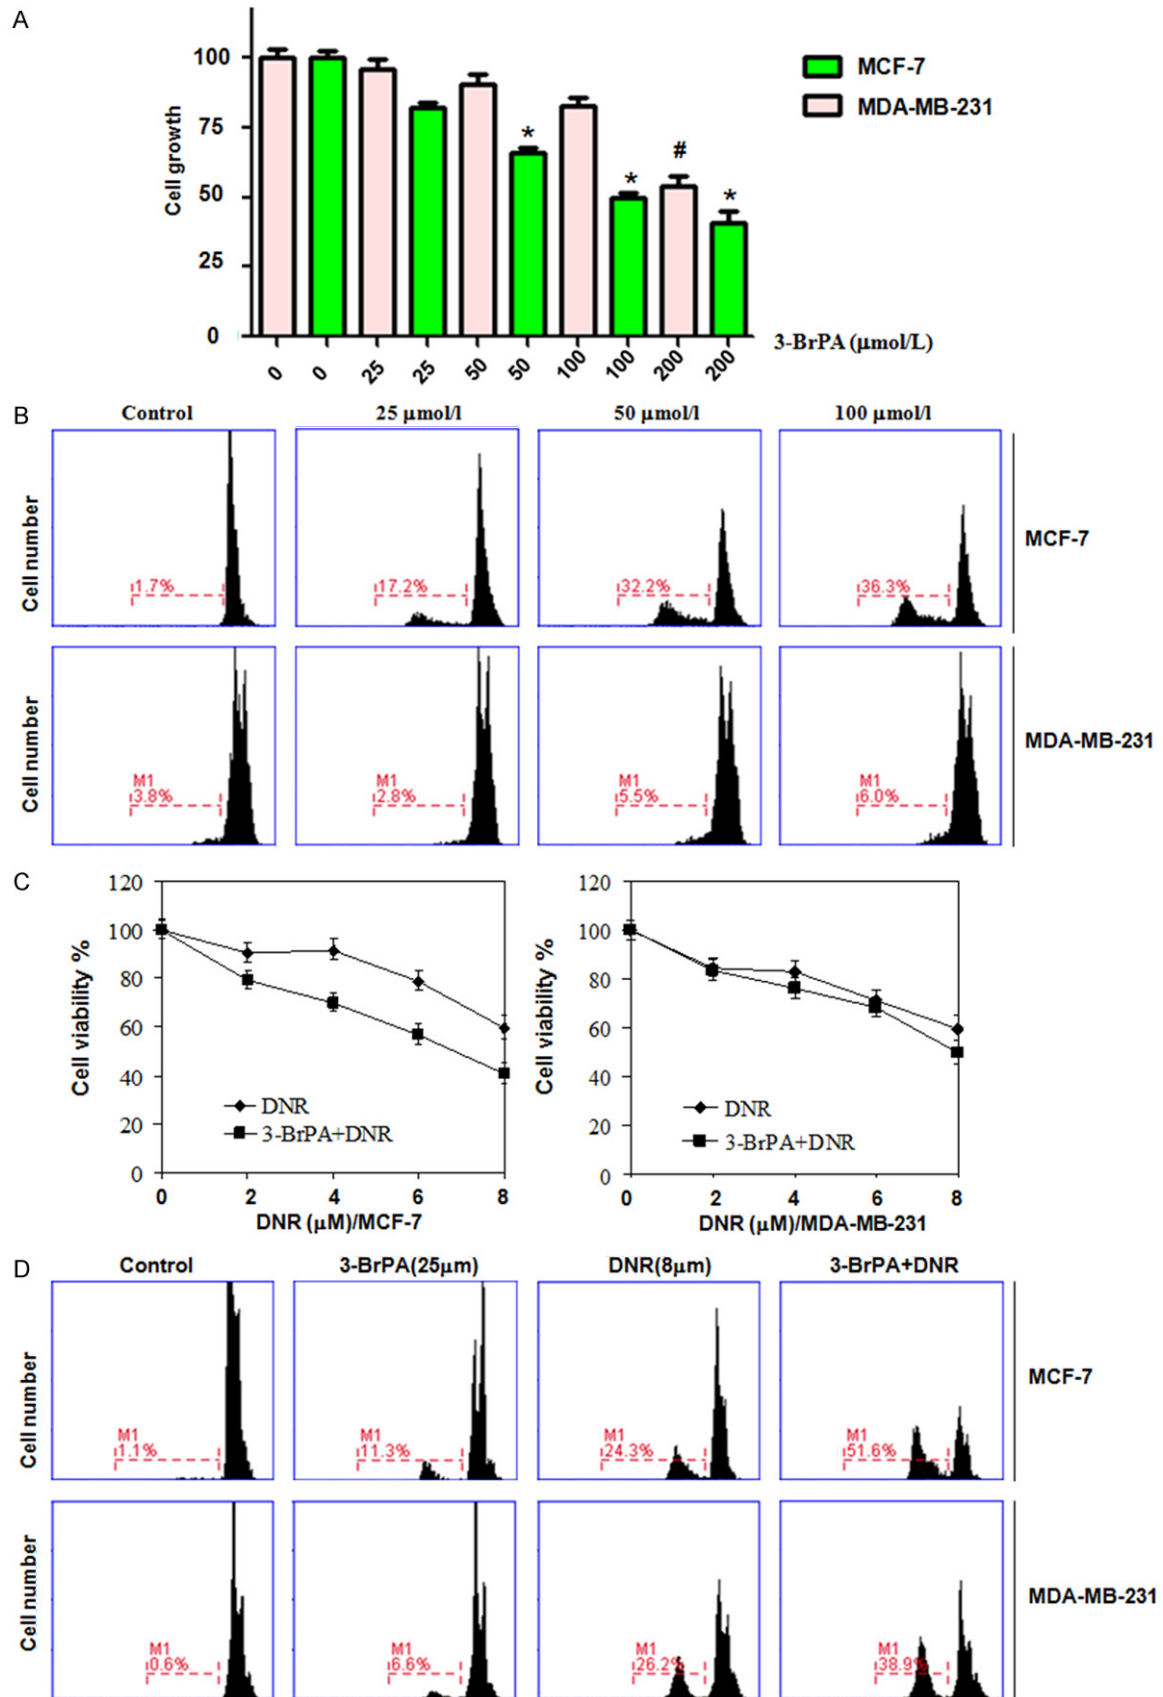 A
100
75
50
25
0
Cell growth
MCF-7
MDA-MB-231
*
*
#
*
0 0 25 25 50 50 100 100 200 200
3-BrPA (μmol/L)
B
Control 25 μmol/l 50 μmol/l 100 μmol/l
Cell number
1.7% 17.2% 32.2% 36.3%
MCF-7
Cell number
M1 M1 M1 M1
3.8% 2.8% 5.5% 6.0%
MDA-MB-231
C
120
100
80
60
40
20
0
Cell viability %
DNR
3-BrPA+DNR
0 2 4 6 8
DNR (μM)/MCF-7
120
100
80
60
40
20
0
Cell viability %
DNR
3-BrPA+DNR
0 2 4 6 8
DNR (μM)/MDA-MB-231
D
Control 3-BrPA(25μm) DNR(8μm) 3-BrPA+DNR
Cell number
M1 M1 M1 M1
1.1% 11.3% 24.3% 51.6%
MCF-7
Cell number
M1 M1 M1 M1
0.6% 6.6% 26.2% 38.9%
MDA-MB-231